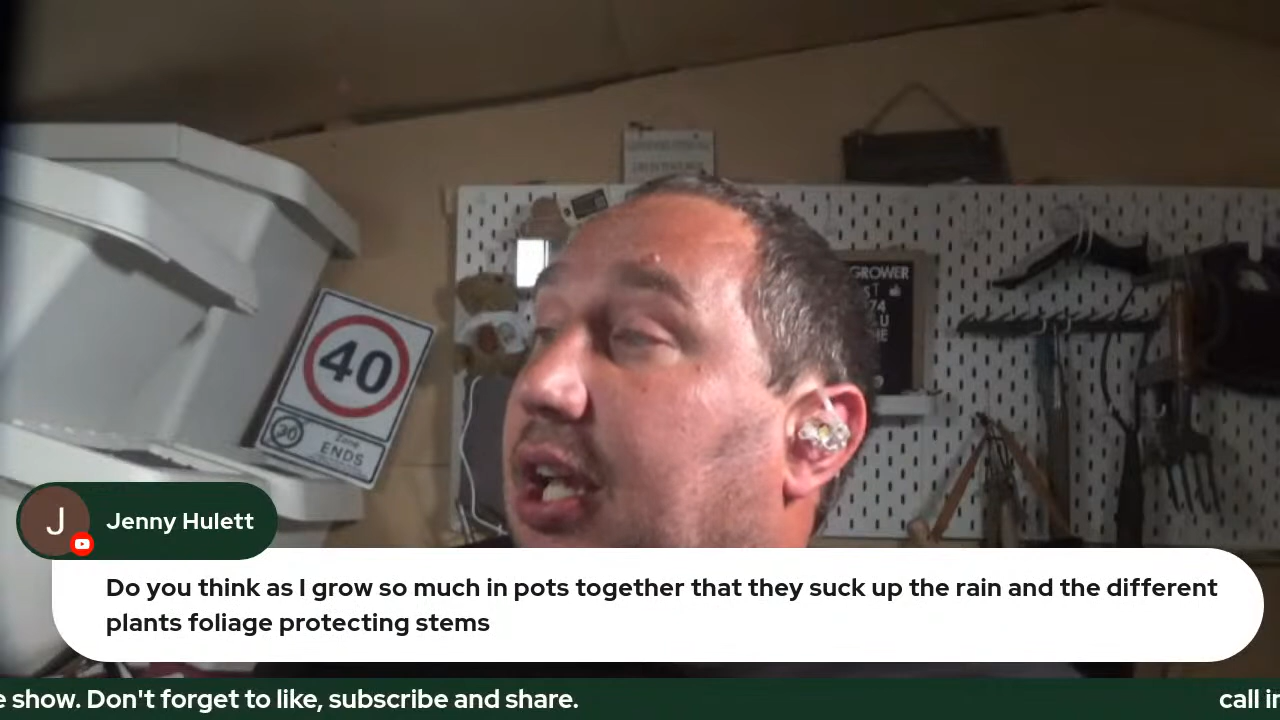 GROWER
40
30
Zone
ENDS
J
Jenny Hulett
Do you think as I grow so much in pots together that they suck up the rain and the different
plants foliage protecting stems
e show. Don't forget to like, subscribe and share.
call in